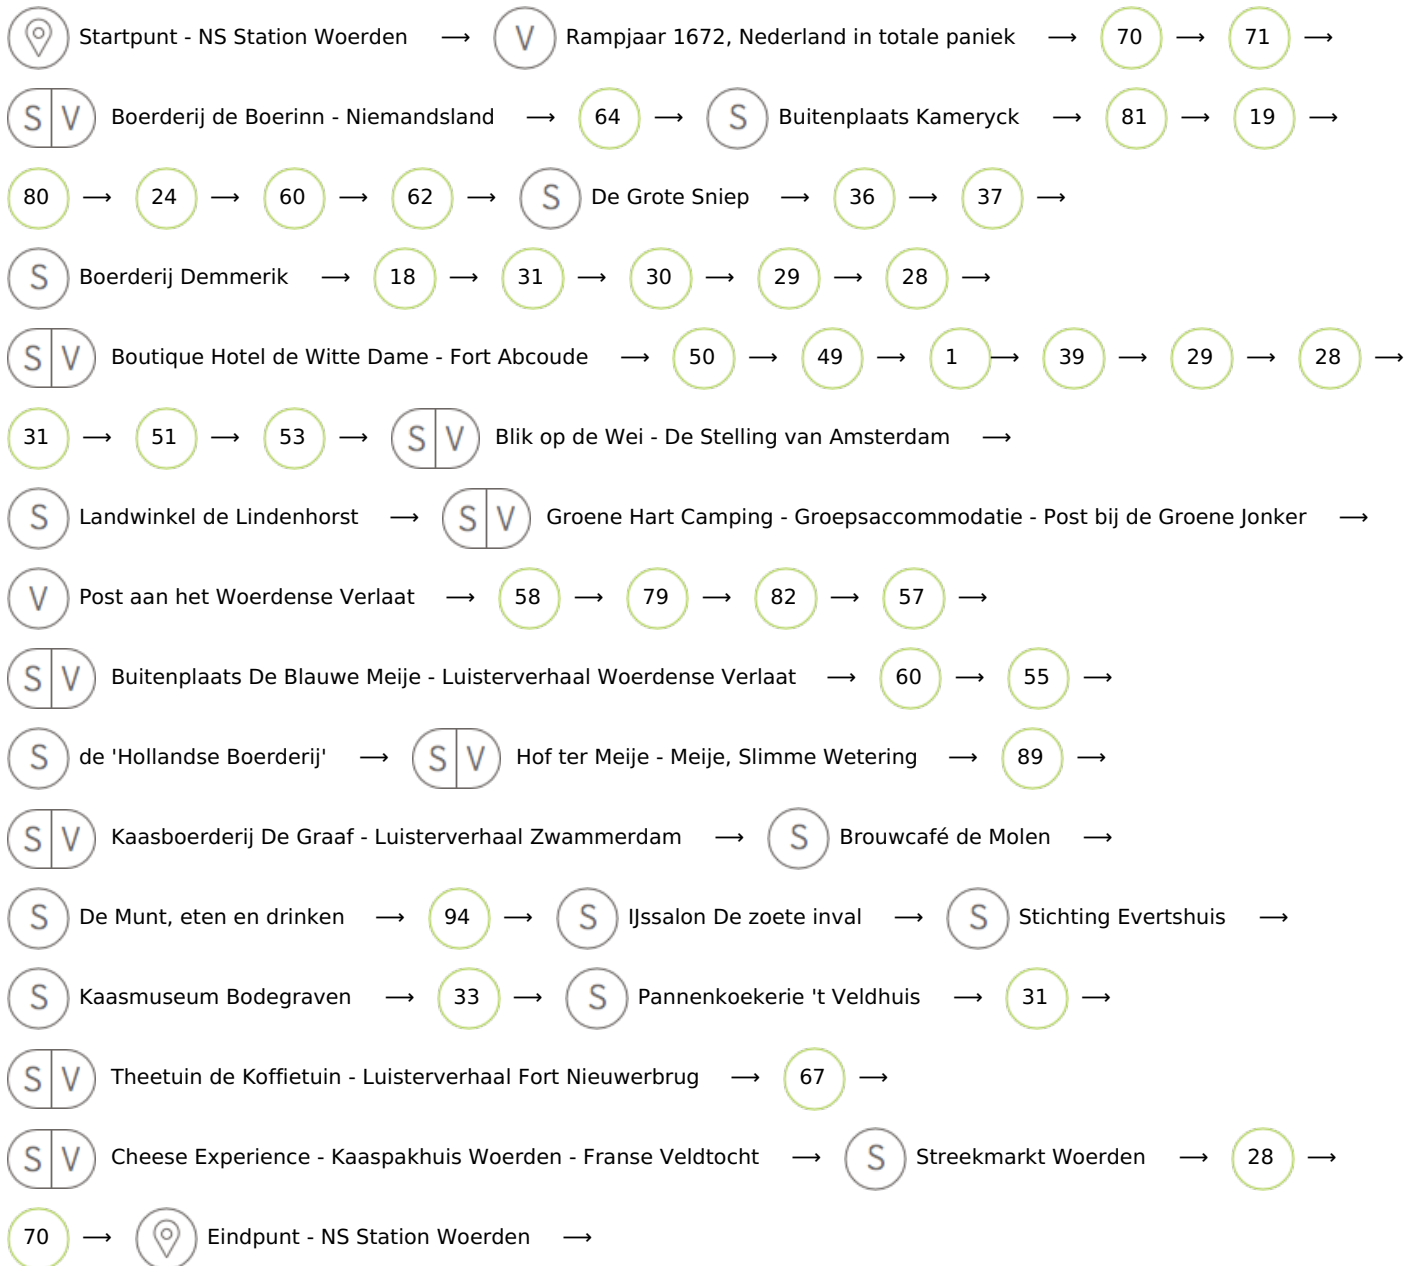 Startpunt - NS Station Woerden → V Rampjaar 1672, Nederland in totale paniek → 70 → 71 →
S V Boerderij de Boerinn - Niemandsland → 64 → S Buitenplaats Kameryck → 81 → 19 →
80 → 24 → 60 → 62 → S De Grote Sniep → 36 → 37 →
S Boerderij Demmerik → 18 → 31 → 30 → 29 → 28 →
S V Boutique Hotel de Witte Dame - Fort Abcoude → 50 → 49 → 1 → 39 → 29 → 28 →
31 → 51 → 53 → S V Blik op de Wei - De Stelling van Amsterdam →
S Landwinkel de Lindenhorst → S V Groene Hart Camping - Groepsaccommodatie - Post bij de Groene Jonker →
V Post aan het Woerdense Verlaat → 58 → 79 → 82 → 57 →
S V Buitenplaats De Blauwe Meije - Luisterverhaal Woerdense Verlaat → 60 → 55 →
S de 'Hollandse Boerderij' → S V Hof ter Meije - Meije, Slimme Wetering → 89 →
S V Kaasboerderij De Graaf - Luisterverhaal Zwammerdam → S Brouwcafé de Molen →
S De Munt, eten en drinken → 94 → S IJssalon De zoete inval → S Stichting Evertshuis →
S Kaasmuseum Bodegraven → 33 → S Pannenkoekerie 't Veldhuis → 31 →
S V Theetuin de Koffietuin - Luisterverhaal Fort Nieuwerbrug → 67 →
S V Cheese Experience - Kaaspakhuis Woerden - Franse Veldtocht → S Streekmarkt Woerden → 28 →
70 → Eindpunt - NS Station Woerden →